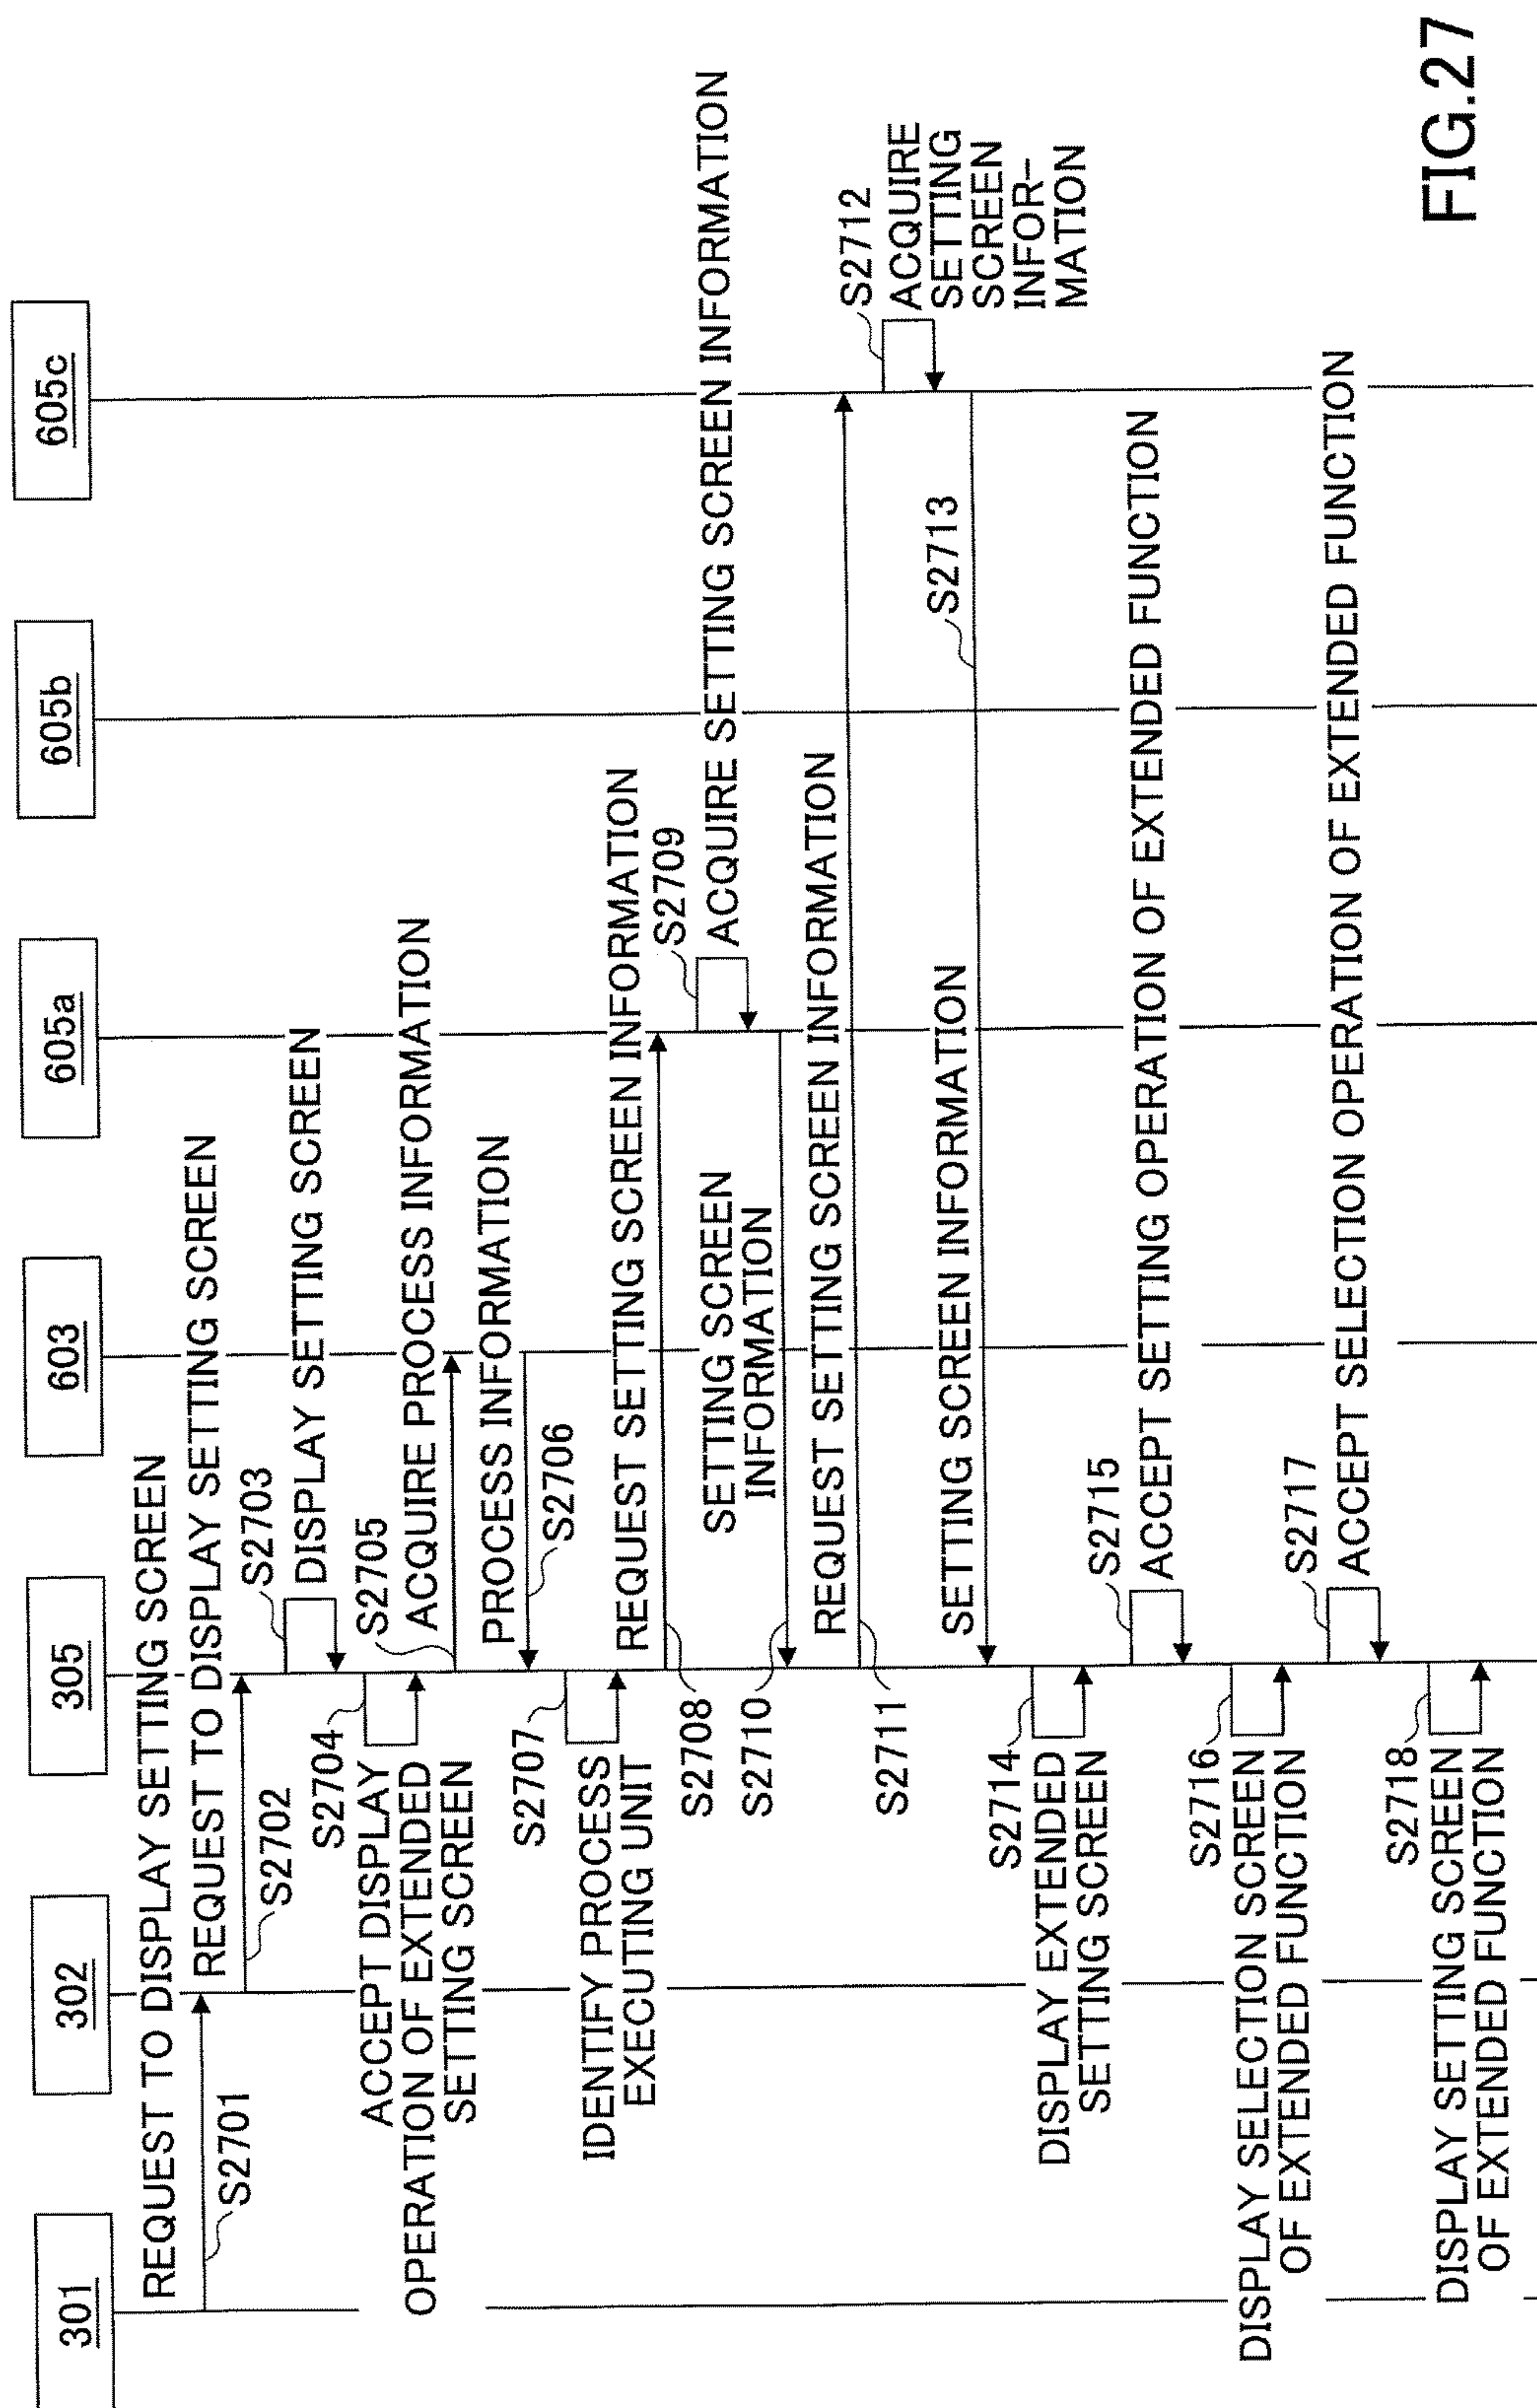 301
302
305
603
605a
605b
605c
REQUEST TO DISPLAY SETTING SCREEN
S2701
REQUEST TO DISPLAY SETTING SCREEN
S2702
S2703
DISPLAY SETTING SCREEN
S2704
ACCEPT DISPLAY
OPERATION OF EXTENDED
SETTING SCREEN
S2705
ACQUIRE PROCESS INFORMATION
PROCESS INFORMATION
S2706
S2707
IDENTIFY PROCESS
EXECUTING UNIT
REQUEST SETTING SCREEN INFORMATION
S2708
S2709
ACQUIRE SETTING SCREEN INFORMATION
SETTING SCREEN
INFORMATION
S2710
REQUEST SETTING SCREEN INFORMATION
S2711
S2712
ACQUIRE
SETTING
SCREEN
INFOR-
MATION
SETTING SCREEN INFORMATION
S2713
S2714
DISPLAY EXTENDED
SETTING SCREEN
S2715
ACCEPT SETTING OPERATION OF EXTENDED FUNCTION
S2716
DISPLAY SELECTION SCREEN
OF EXTENDED FUNCTION
S2717
ACCEPT SELECTION OPERATION OF EXTENDED FUNCTION
S2718
DISPLAY SETTING SCREEN
OF EXTENDED FUNCTION
FIG.27